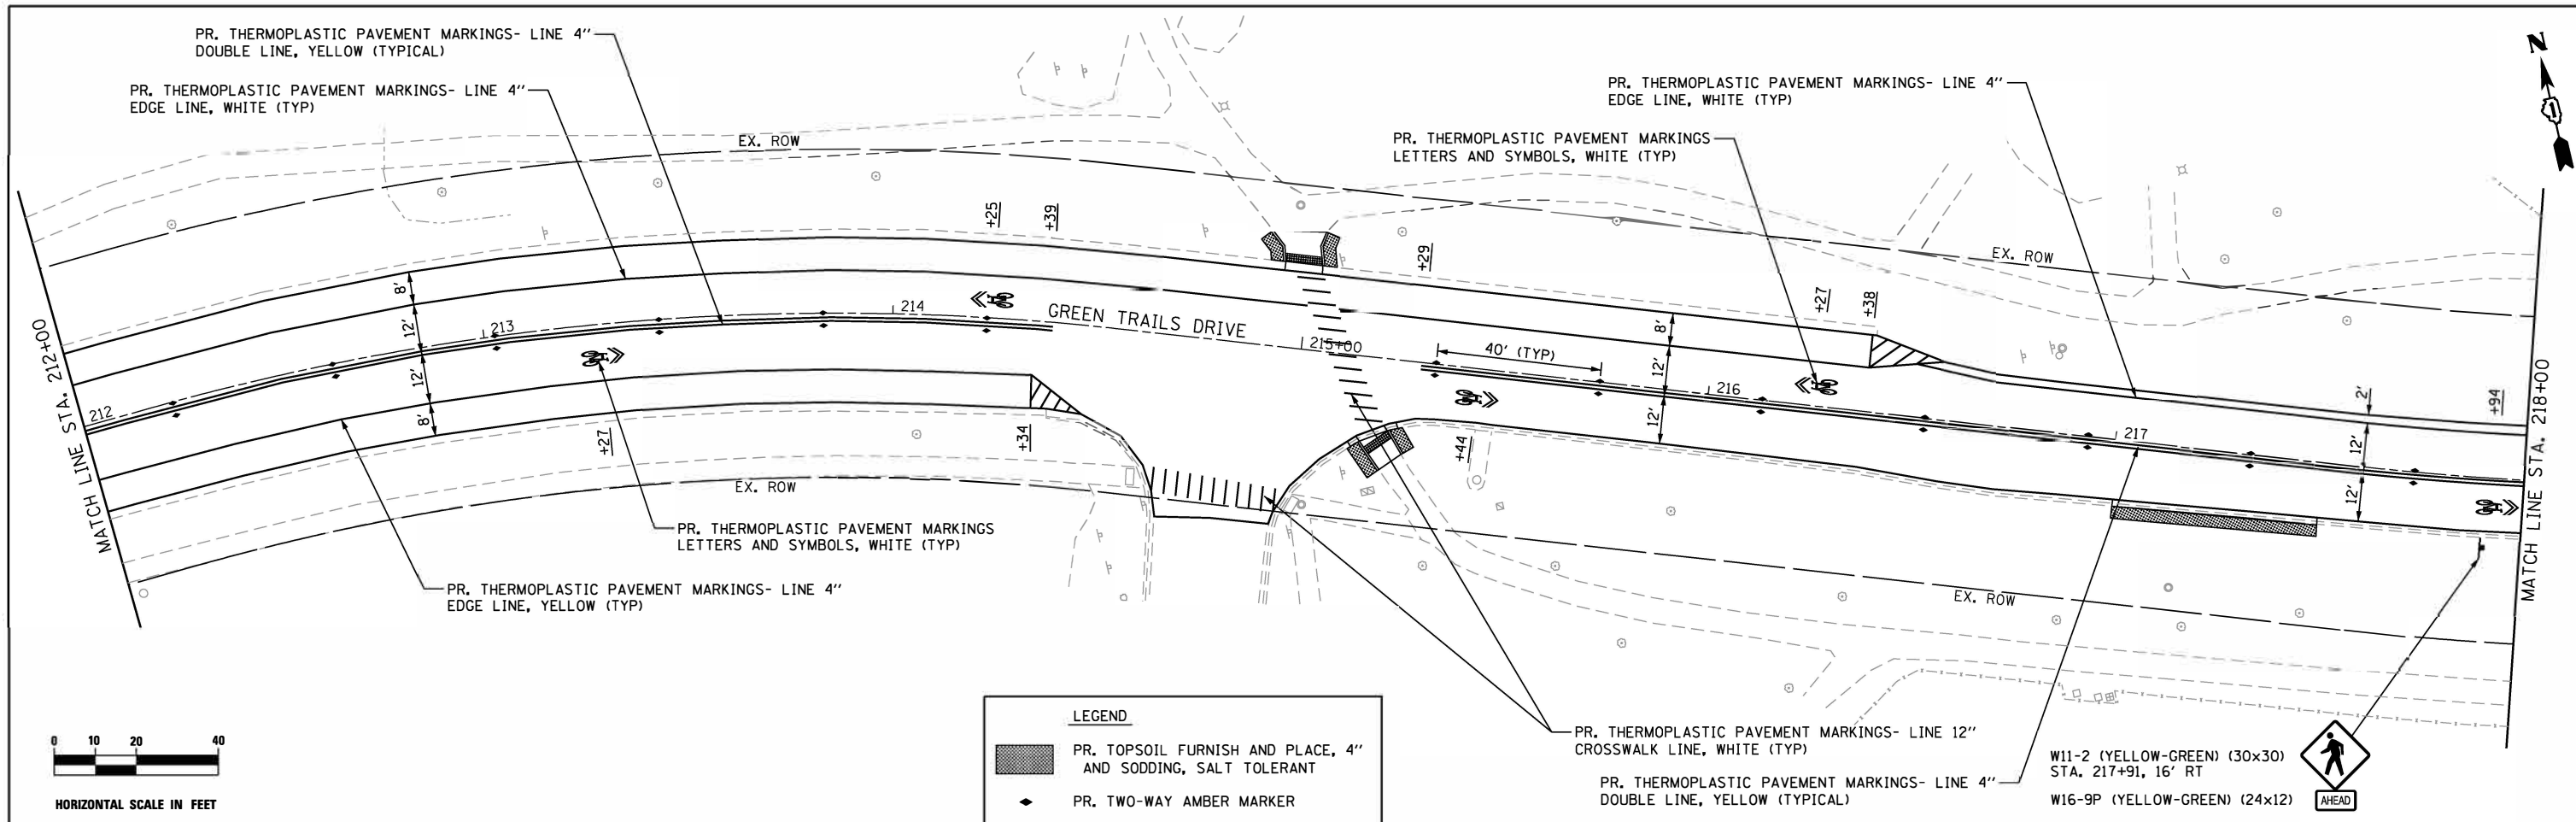 PR. THERMOPLASTIC PAVEMENT MARKINGS- LINE 4"
DOUBLE LINE, YELLOW (TYPICAL)
PR. THERMOPLASTIC PAVEMENT MARKINGS- LINE 4"
EDGE LINE, WHITE (TYP)
PR. THERMOPLASTIC PAVEMENT MARKINGS- LINE 4"
EDGE LINE, WHITE (TYP)
PR. THERMOPLASTIC PAVEMENT MARKINGS
LETTERS AND SYMBOLS, WHITE (TYP)
N
1
EX. ROW
EX. ROW
+25
+39
+29
+27
+38
MATCH LINE STA. 212+00
212
213
214
GREEN TRAILS DRIVE
215+00
40' (TYP)
216
217
8'
12'
12'
8'
8'
12'
12'
2'
12'
12'
+94
MATCH LINE STA. 218+00
+27
+34
+44
EX. ROW
EX. ROW
PR. THERMOPLASTIC PAVEMENT MARKINGS
LETTERS AND SYMBOLS, WHITE (TYP)
PR. THERMOPLASTIC PAVEMENT MARKINGS- LINE 4"
EDGE LINE, YELLOW (TYP)
0 10 20 40
HORIZONTAL SCALE IN FEET
LEGEND
PR. TOPSOIL FURNISH AND PLACE, 4"
AND SODDING, SALT TOLERANT
PR. TWO-WAY AMBER MARKER
PR. THERMOPLASTIC PAVEMENT MARKINGS- LINE 12"
CROSSWALK LINE, WHITE (TYP)
PR. THERMOPLASTIC PAVEMENT MARKINGS- LINE 4"
DOUBLE LINE, YELLOW (TYPICAL)
W11-2 (YELLOW-GREEN) (30x30)
STA. 217+91, 16' RT
W16-9P (YELLOW-GREEN) (24x12)
AHEAD